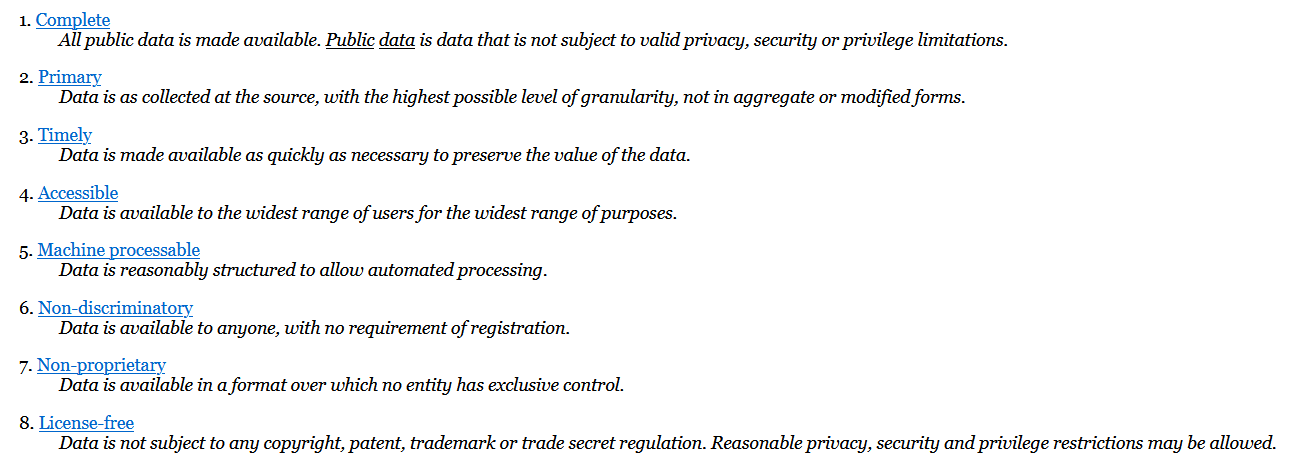 1. Complete
All public data is made available. Public data is data that is not subject to valid privacy, security or privilege limitations.
2. Primary
Data is as collected at the source, with the highest possible level of granularity, not in aggregate or modified forms.
3. Timely
Data is made available as quickly as necessary to preserve the value of the data.
4. Accessible
Data is available to the widest range of users for the widest range of purposes.
5. Machine processable
Data is reasonably structured to allow automated processing.
6. Non-discriminatory
Data is available to anyone, with no requirement of registration.
7. Non-proprietary
Data is available in a format over which no entity has exclusive control.
8. License-free
Data is not subject to any copyright, patent, trademark or trade secret regulation. Reasonable privacy, security and privilege restrictions may be allowed.